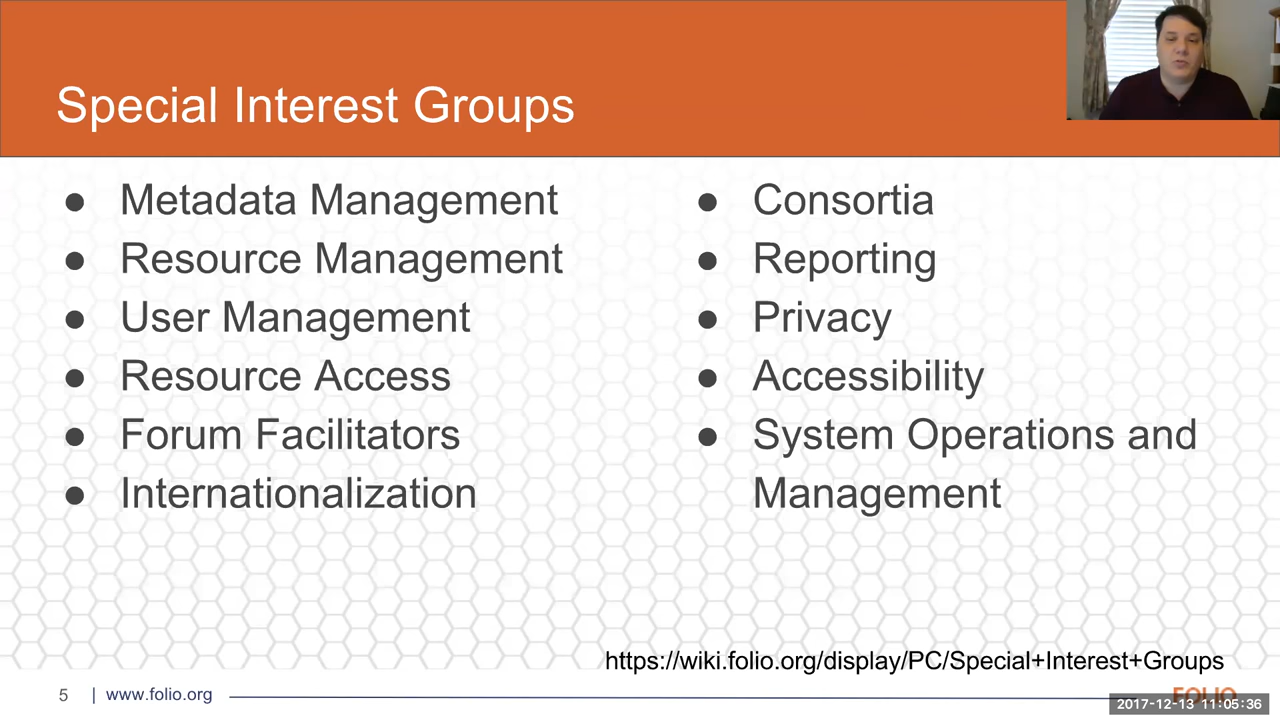 Special Interest Groups
● Metadata Management
● Resource Management
● User Management
● Resource Access
● Forum Facilitators
● Internationalization
● Consortia
● Reporting
● Privacy
● Accessibility
● System Operations and
Management
https://wiki.folio.org/display/PC/Special+Interest+Groups
5 | www.folio.org
FOLIO
2017-12-13 11:05:36